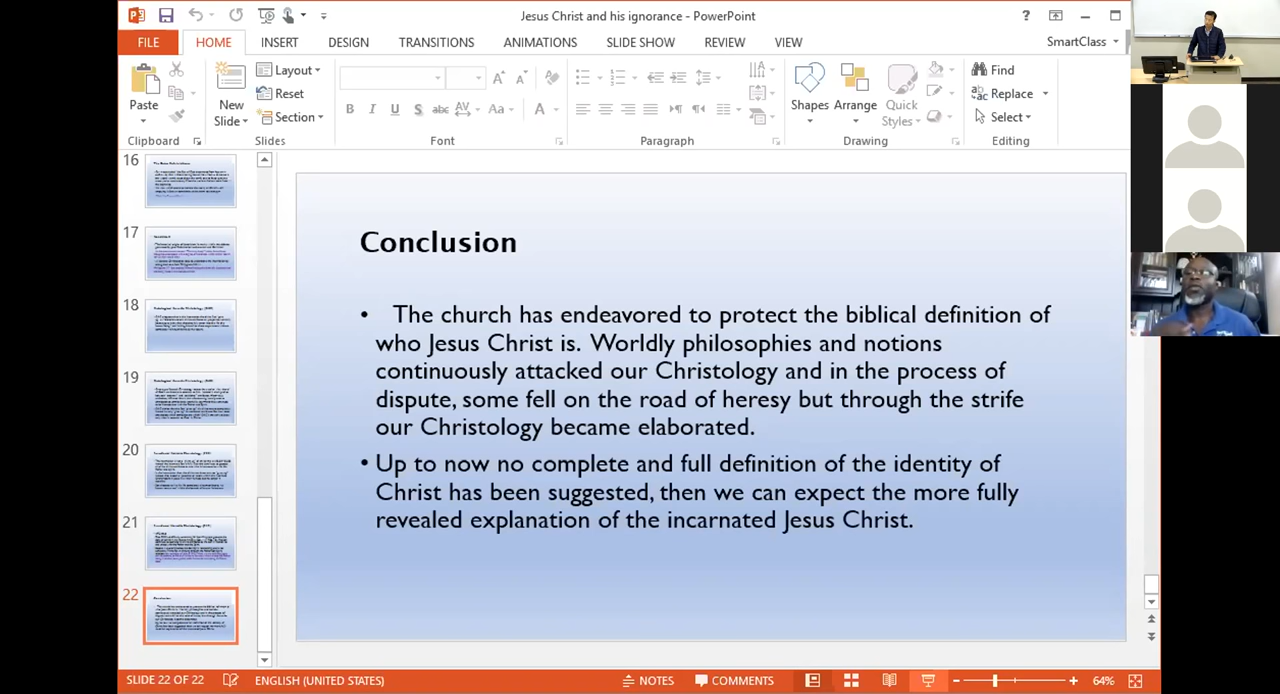 Jesus Christ and his ignorance - PowerPoint
FILE HOME INSERT DESIGN TRANSITIONS ANIMATIONS SLIDE SHOW REVIEW VIEW SmartClass
Layout
Find
Reset
abc
Replace
Paste
New
Slide
Section
B I U S abc AV Aa A
Shapes Arrange Quick
Styles
Select
Clipboard Slides Font Paragraph Drawing Editing
16
17
18
19
20
21
22
Conclusion
• The church has endeavored to protect the biblical definition of
who Jesus Christ is. Worldly philosophies and notions
continuously attacked our Christology and in the process of
dispute some fell on the road of heresy but through the strife
our Christology became elaborated.
• Up to now no complete and full definition of the identity of
Christ has been suggested, then we can expect the more fully
revealed explanation of the incarnated Jesus Christ.
SLIDE 22 OF 22 ENGLISH (UNITED STATES) NOTES COMMENTS 64%